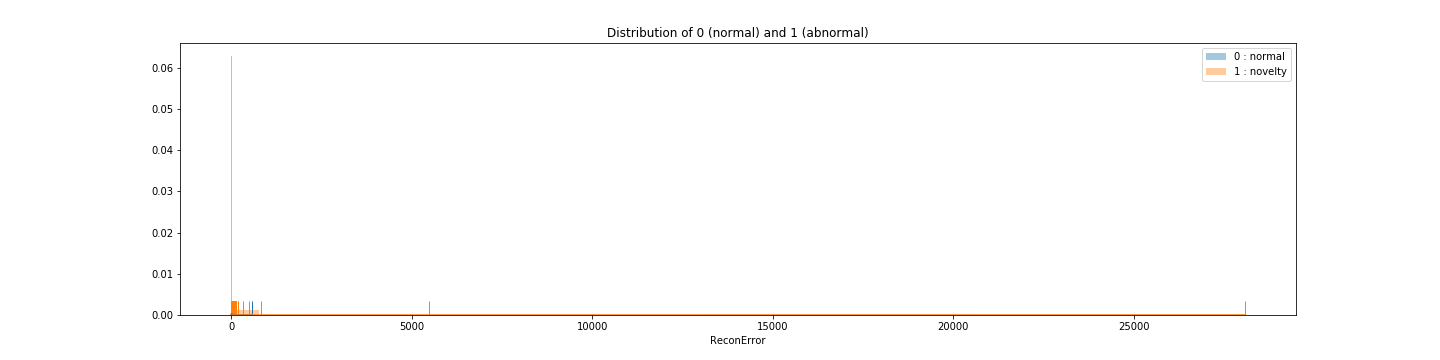 Distribution of 0 (normal) and 1 (abnormal)
0 : normal
1 : novelty
0.06
0.05
0.04
0.03
0.02
0.01
0.00
0 5000 10000 15000 20000 25000
ReconError